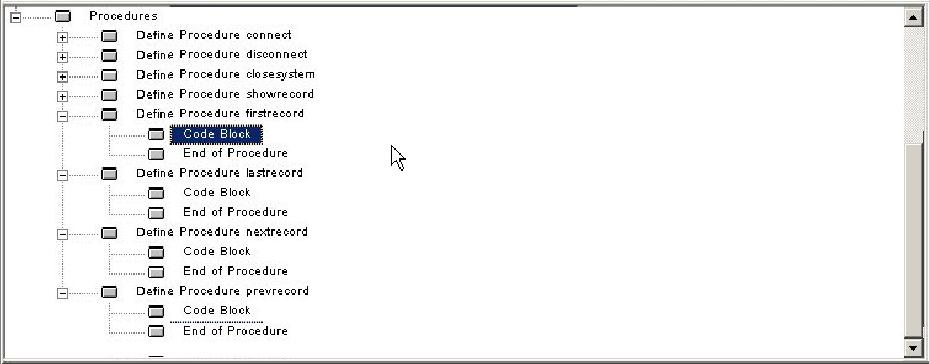 Procedures
Define Procedure connect
Define Procedure disconnect
Define Procedure closesystem
Define Procedure showrecord
Define Procedure firstrecord
Code Block
End of Procedure
Define Procedure lastrecord
Code Block
End of Procedure
Define Procedure nextrecord
Code Block
End of Procedure
Define Procedure prevrecord
Code Block
End of Procedure